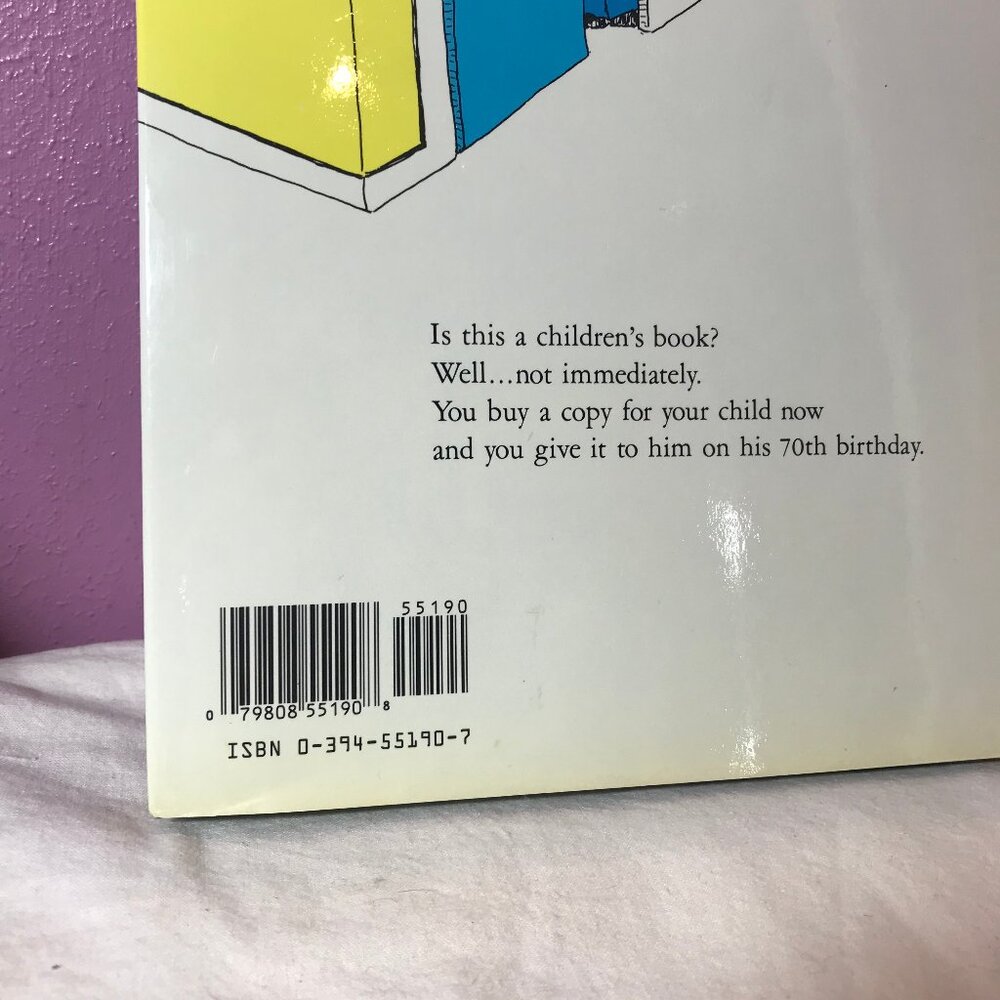 Is this a children's book?
Well...not immediately.
You buy a copy for your child now
and you give it to him on his 70th birthday.
55190
0 79808 55190 8
ISBN 0-394-55190-7